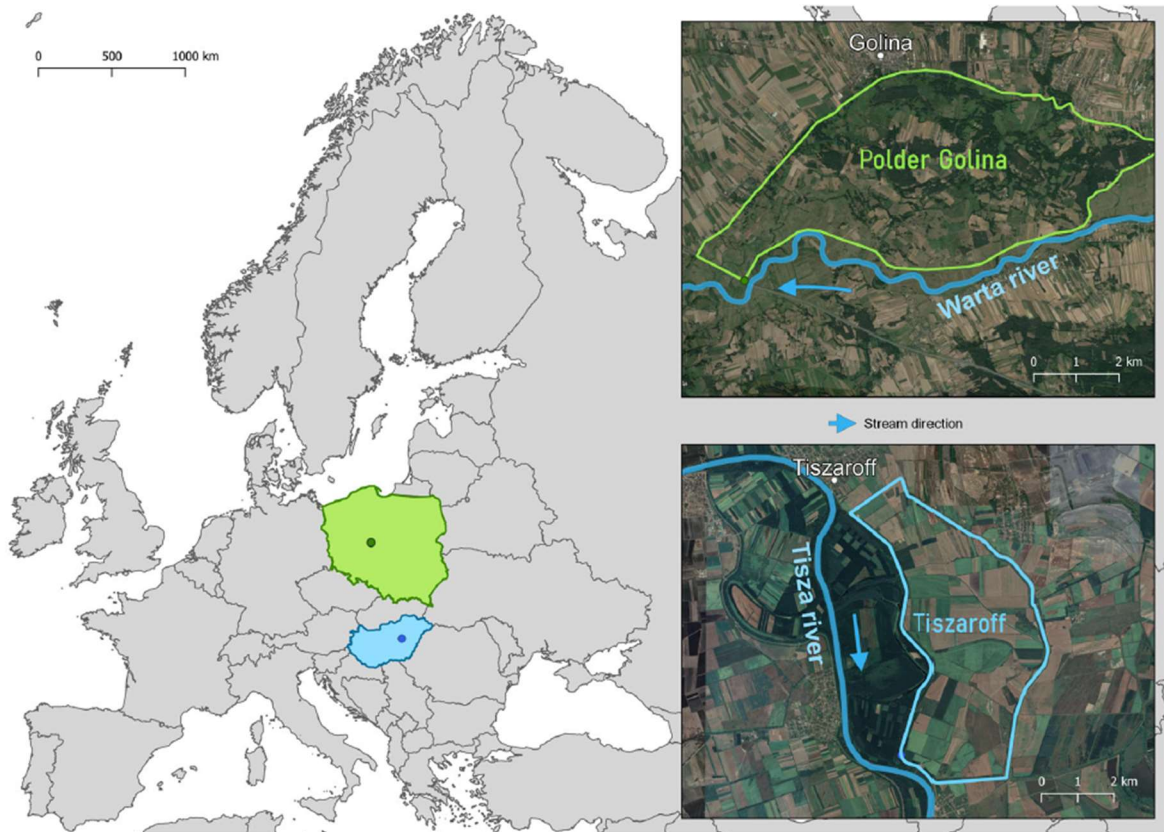 0 500 1000 km
Golina
Polder Golina
Warta river
0 1 2 km
Stream direction
Tiszaroff
Tisza river
Tiszaroff
0 1 2 km